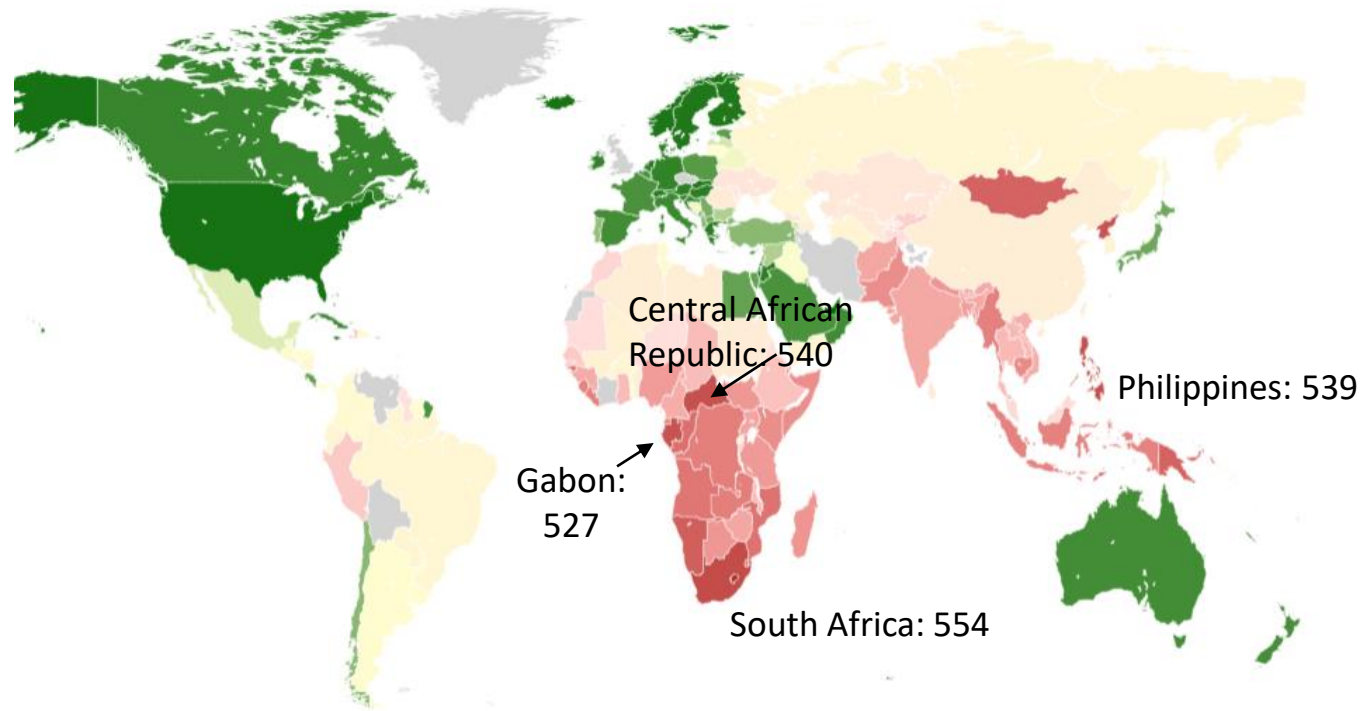 Central African
Republic: 540
Philippines: 539
Gabon:
527
South Africa: 554